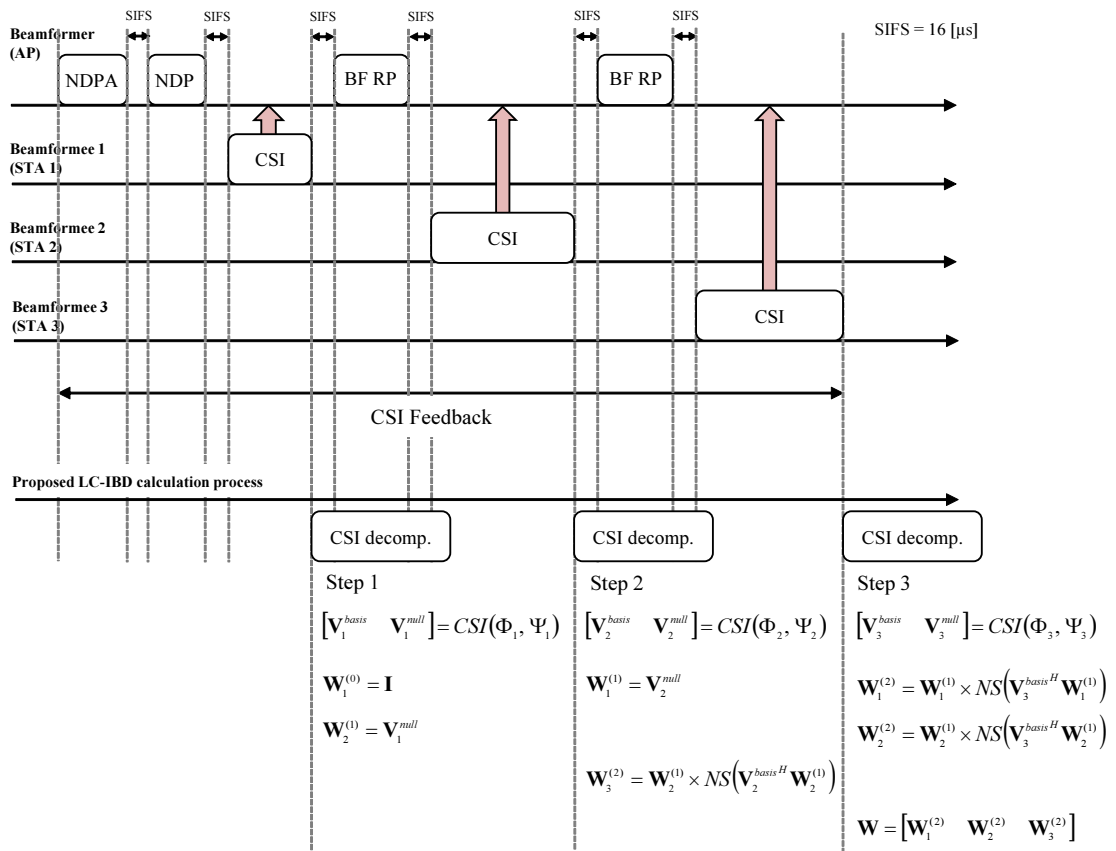 SIFS SIFS SIFS SIFS SIFS SIFS
Beamformer
(AP)
SIFS = 16 [μs]
NDPA NDP BF RP BF RP
Beamformee 1
(STA 1)
CSI
Beamformee 2
(STA 2)
CSI
Beamformee 3
(STA 3)
CSI
CSI Feedback
Proposed LC-IBD calculation process
CSI decomp. CSI decomp. CSI decomp.
Step 1
[V₁^{basis} V₁^{null}] = CSI(Φ₁, Ψ₁)
W₁^{(0)} = I
W₂^{(1)} = V₁^{null}
Step 2
[V₂^{basis} V₂^{null}] = CSI(Φ₂, Ψ₂)
W₁^{(1)} = V₂^{null}
W₃^{(2)} = W₂^{(1)} × NS(V₂^{basis H} W₂^{(1)})
Step 3
[V₃^{basis} V₃^{null}] = CSI(Φ₃, Ψ₃)
W₁^{(2)} = W₁^{(1)} × NS(V₃^{basis H} W₁^{(1)})
W₂^{(2)} = W₂^{(1)} × NS(V₃^{basis H} W₂^{(1)})
W = [W₁^{(2)} W₂^{(2)} W₃^{(2)}]